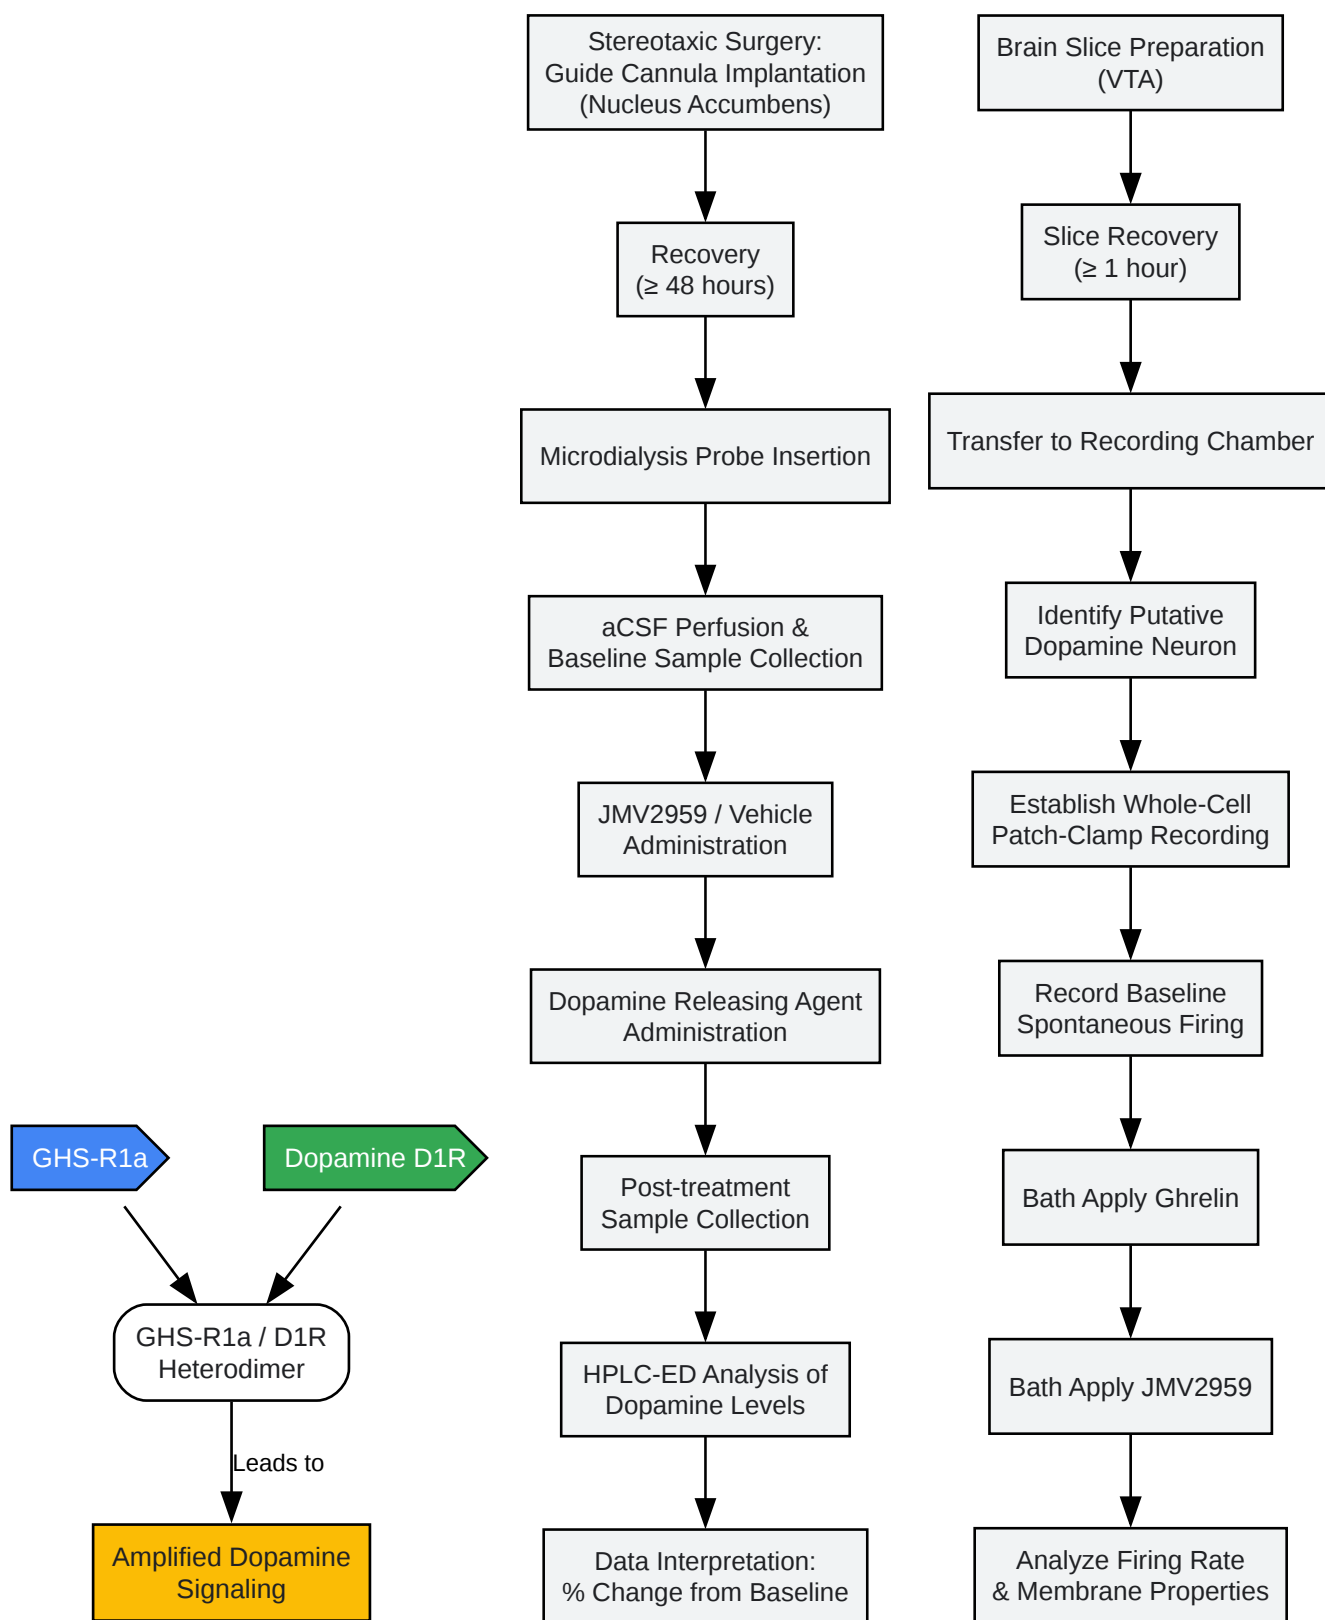 Stereotaxic Surgery:
Guide Cannula Implantation
(Nucleus Accumbens)
Recovery
(≥ 48 hours)
Microdialysis Probe Insertion
aCSF Perfusion &
Baseline Sample Collection
JMV2959 / Vehicle
Administration
Dopamine Releasing Agent
Administration
Post-treatment
Sample Collection
HPLC-ED Analysis of
Dopamine Levels
Data Interpretation:
% Change from Baseline
Brain Slice Preparation
(VTA)
Slice Recovery
(≥ 1 hour)
Transfer to Recording Chamber
Identify Putative
Dopamine Neuron
Establish Whole-Cell
Patch-Clamp Recording
Record Baseline
Spontaneous Firing
Bath Apply Ghrelin
Bath Apply JMV2959
Analyze Firing Rate
& Membrane Properties
GHS-R1a
Dopamine D1R
GHS-R1a / D1R
Heterodimer
Leads to
Amplified Dopamine
Signaling